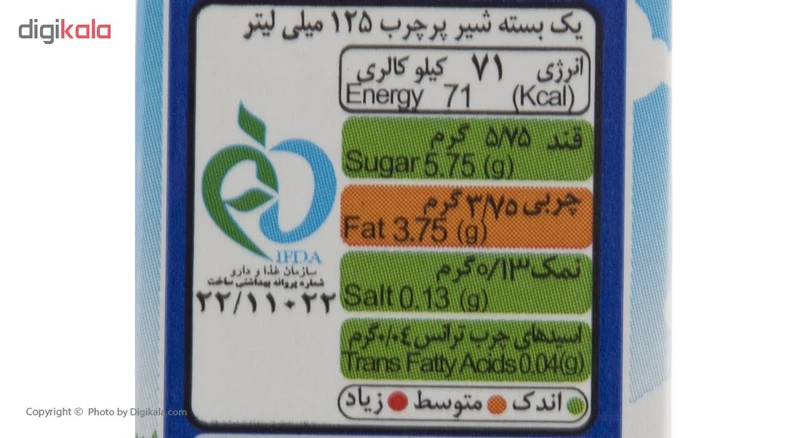 digikala
یک بسته شیر پرچرب ۱۲۵ میلی لیتر
انرژی ۷۱ کیلو کالری
Energy 71 (Kcal)
قند ۵/۷۵ گرم
Sugar 5.75 (g)
چربی ۳/۷۵ گرم
Fat 3.75 (g)
نمک ۰/۱۳ گرم
Salt 0.13 (g)
اسیدهای چرب ترانس ۰/۰۴ گرم
Trans Fatty Acids 0.04(g)
اندک متوسط زیاد
IFDA
سازمان غذا و دارو
شماره پروانه بهداشتی ساخت
۲۲/۱۱۰۲۲
Copyright © Photo by Digikala.com